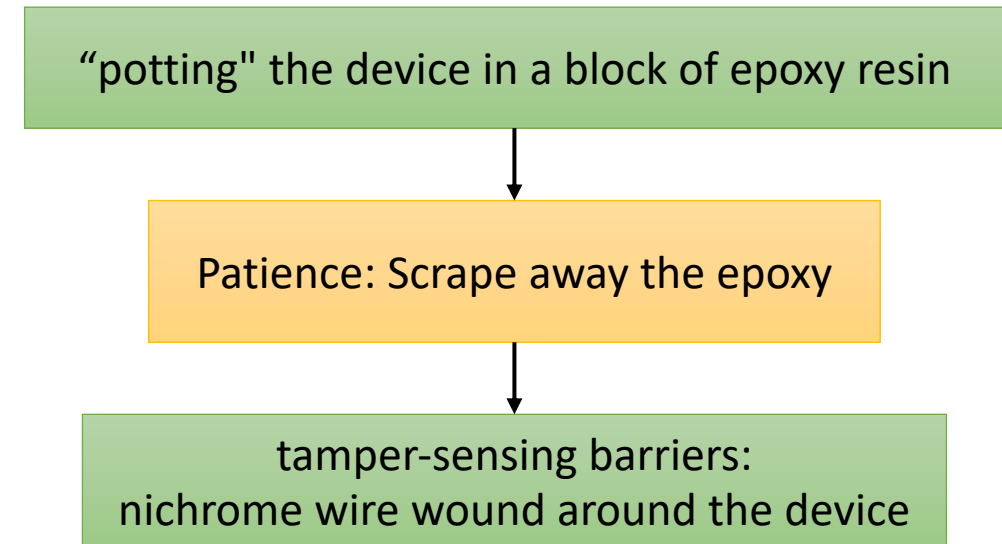 “potting" the device in a block of epoxy resin
Patience: Scrape away the epoxy
tamper-sensing barriers:
nichrome wire wound around the device